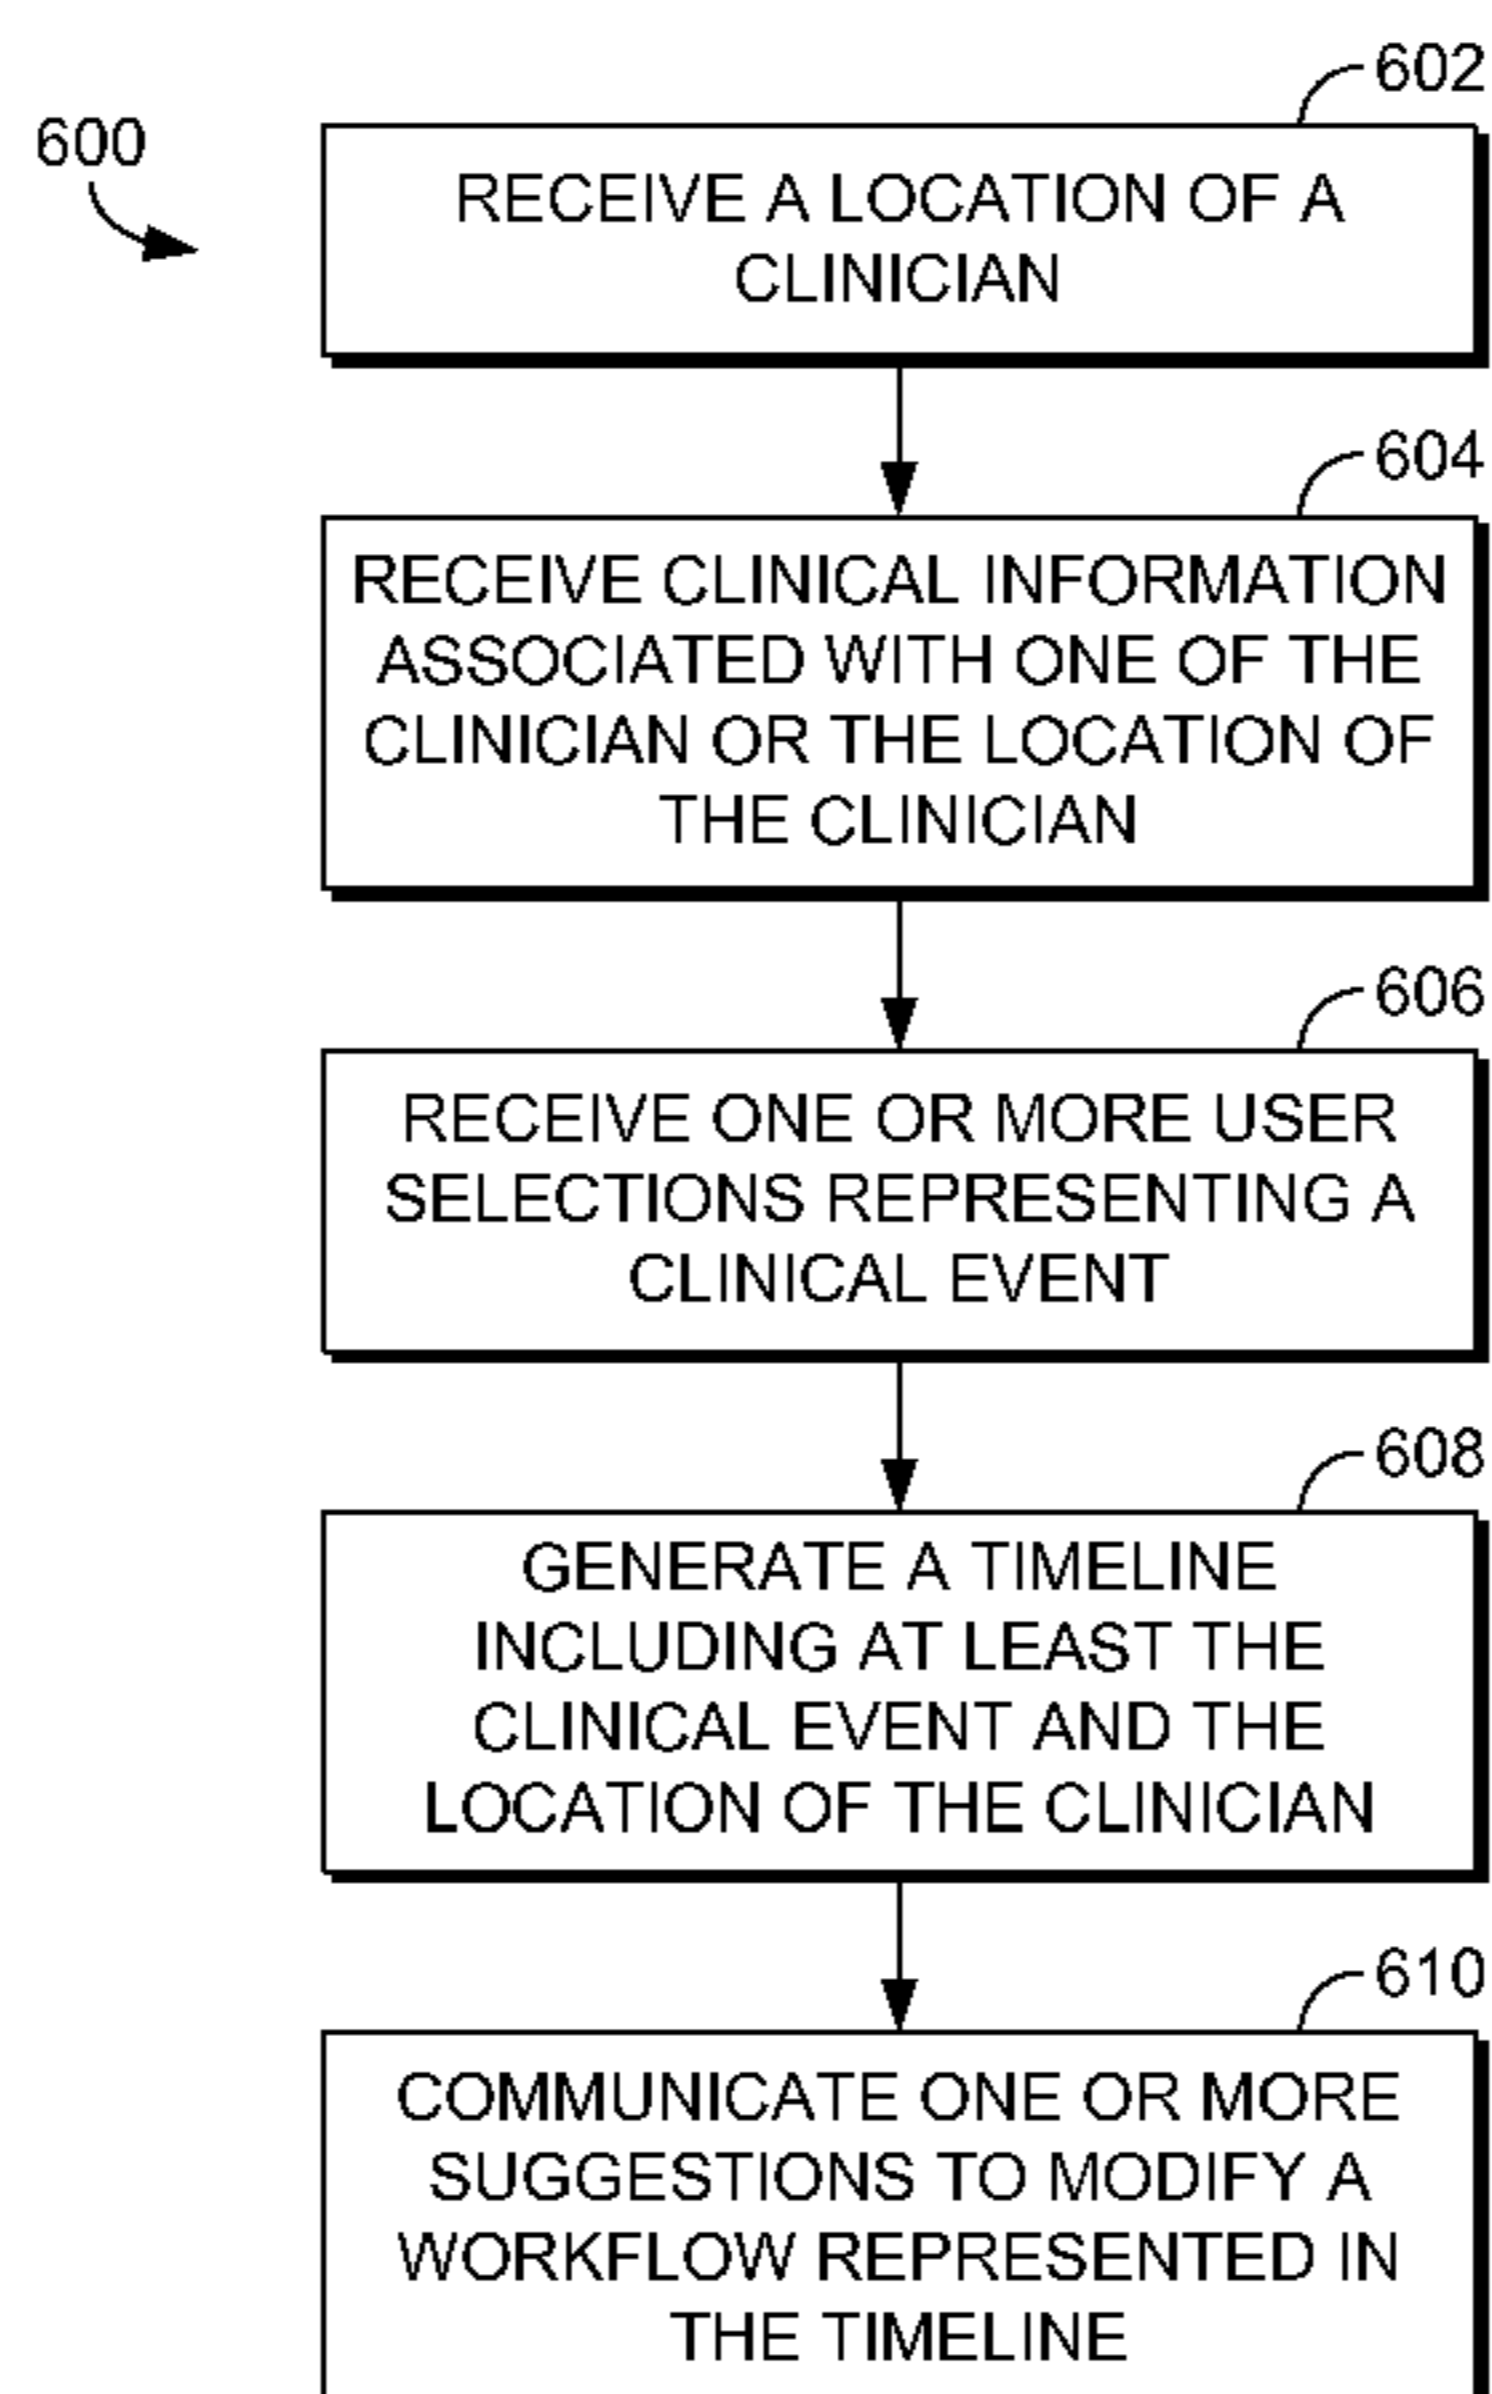 602
600
RECEIVE A LOCATION OF A
CLINICIAN
604
RECEIVE CLINICAL INFORMATION
ASSOCIATED WITH ONE OF THE
CLINICIAN OR THE LOCATION OF
THE CLINICIAN
606
RECEIVE ONE OR MORE USER
SELECTIONS REPRESENTING A
CLINICAL EVENT
608
GENERATE A TIMELINE
INCLUDING AT LEAST THE
CLINICAL EVENT AND THE
LOCATION OF THE CLINICIAN
610
COMMUNICATE ONE OR MORE
SUGGESTIONS TO MODIFY A
WORKFLOW REPRESENTED IN
THE TIMELINE